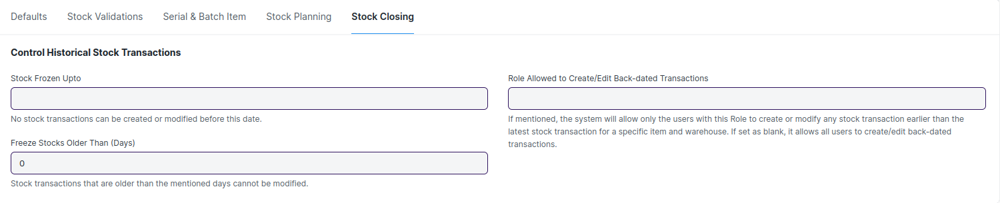 Defaults
Stock Validations
Serial & Batch Item
Stock Planning
Stock Closing
Control Historical Stock Transactions
Stock Frozen Upto
No stock transactions can be created or modified before this date.
Freeze Stocks Older Than (Days)
0
Stock transactions that are older than the mentioned days cannot be modified.
Role Allowed to Create/Edit Back-dated Transactions
If mentioned, the system will allow only the users with this Role to create or modify any stock transaction earlier than the
latest stock transaction for a specific item and warehouse. If set as blank, it allows all users to create/edit back-dated
transactions.